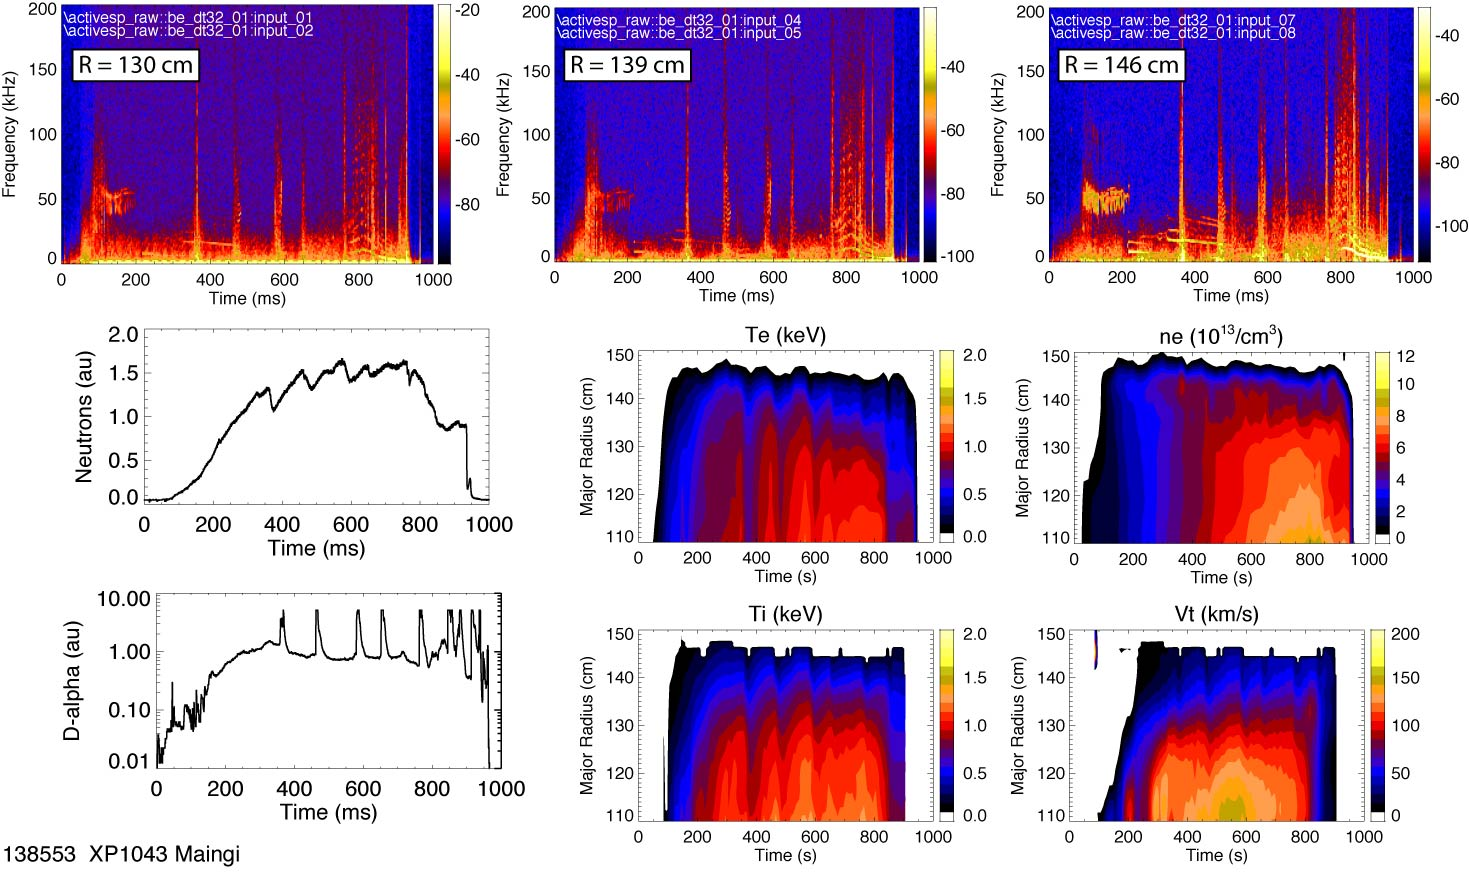 \activesp_raw::be_dt32_01:input_01
\activesp_raw::be_dt32_01:input_02
R = 130 cm
Frequency (kHz)
200
150
100
50
0
0 200 400 600 800 1000
Time (ms)
-20
-40
-60
-80
\activesp_raw::be_dt32_01:input_04
\activesp_raw::be_dt32_01:input_05
R = 139 cm
Frequency (kHz)
200
150
100
50
0
0 200 400 600 800 1000
Time (ms)
-40
-60
-80
-100
\activesp_raw::be_dt32_01:input_07
\activesp_raw::be_dt32_01:input_08
R = 146 cm
Frequency (kHz)
200
150
100
50
0
0 200 400 600 800 1000
Time (ms)
-40
-60
-80
-100
Neutrons (au)
2.0
1.5
1.0
0.5
0.0
0 200 400 600 800 1000
Time (ms)
Te (keV)
Major Radius (cm)
150
140
130
120
110
0 200 400 600 800 1000
Time (s)
2.0
1.5
1.0
0.5
0.0
ne (10¹³/cm³)
Major Radius (cm)
150
140
130
120
110
0 200 400 600 800 1000
Time (s)
12
10
8
6
4
2
0
D-alpha (au)
10.00
1.00
0.10
0.01
0 200 400 600 800 1000
Time (ms)
Ti (keV)
Major Radius (cm)
150
140
130
120
110
0 200 400 600 800 1000
Time (s)
2.0
1.5
1.0
0.5
0.0
Vt (km/s)
Major Radius (cm)
150
140
130
120
110
0 200 400 600 800 1000
Time (s)
200
150
100
50
0
138553 XP1043 Maingi